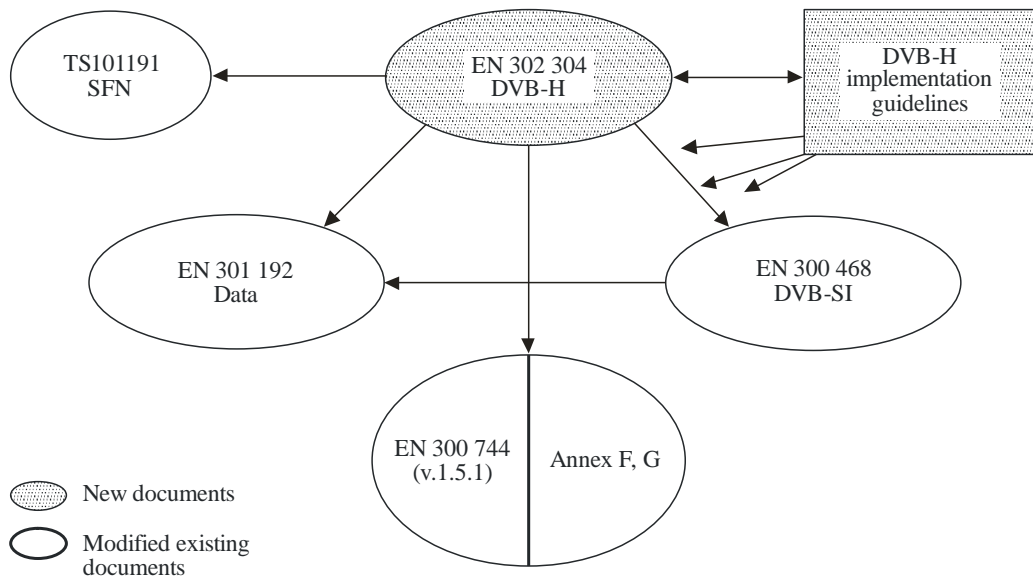 TS101191
SFN
EN 302 304
DVB-H
DVB-H
implementation
guidelines
EN 301 192
Data
EN 300 468
DVB-SI
EN 300 744
(v.1.5.1)
Annex F, G
New documents
Modified existing
documents